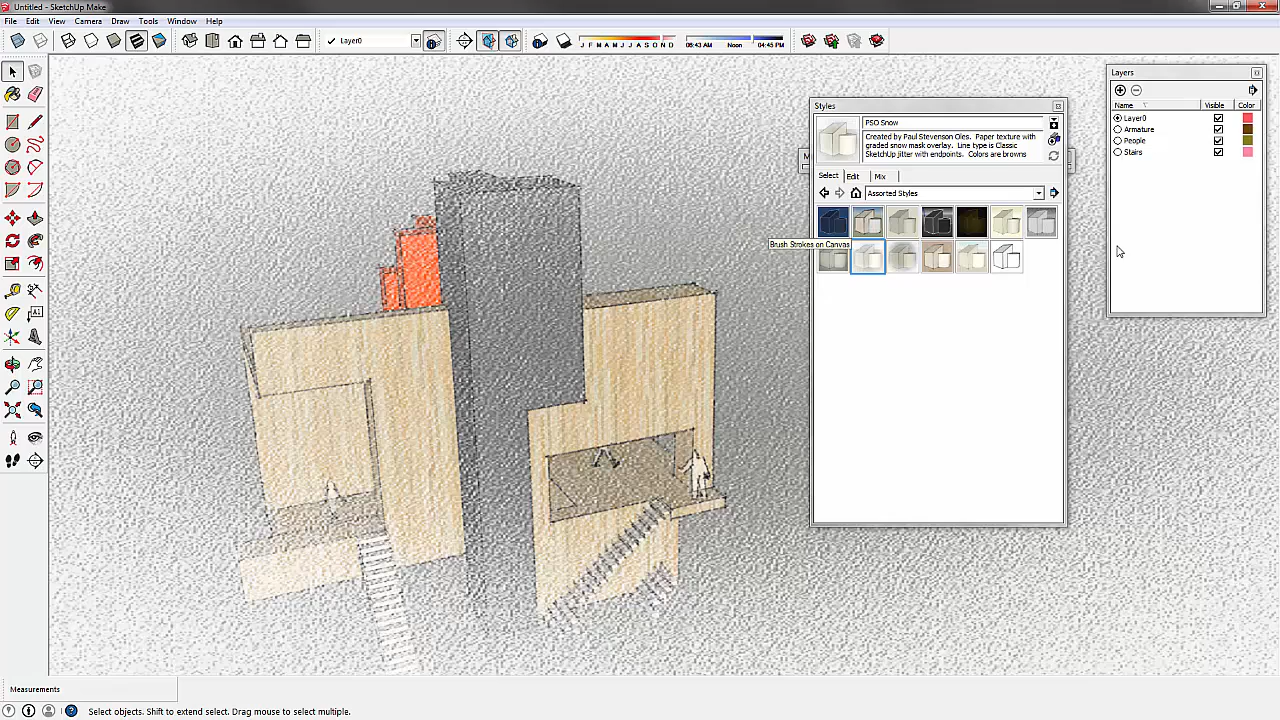 Untitled - SketchUp Make
File Edit View Camera Draw Tools Window Help
Layer0
J F M A M J J A S O N D
06:43 AM Noon 04:45 PM
Layers
Name Visible Color
Layer0
Armature
People
Stairs
Styles
PSO Snow
Created by Paul Stevenson Oles. Paper texture with
graded snow mask overlay. Line type is Classic
SketchUp jitter with endpoints. Colors are browns
Select Edit Mix
Assorted Styles
Brush Strokes on Canvas
Measurements
Select objects. Shift to extend select. Drag mouse to select multiple.